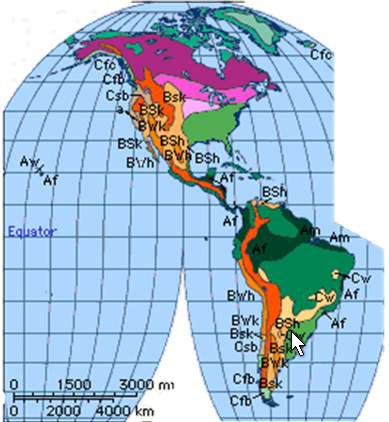 Cfc
Cfc
Cfb
Csb
Bsk
a
BSk
BWk
BSk
BSh
BWh
BWh
BSh
Aw
Af
Af
BSh
Af
Equator
Am
Am
Af
Cw
BWh
Cw
Af
BWk
BSh
Af
Bsk
Csb
Bsk
BWk
Cfb
Bsk
Cfb
0 1500 3000 m
0 2000 4000 km